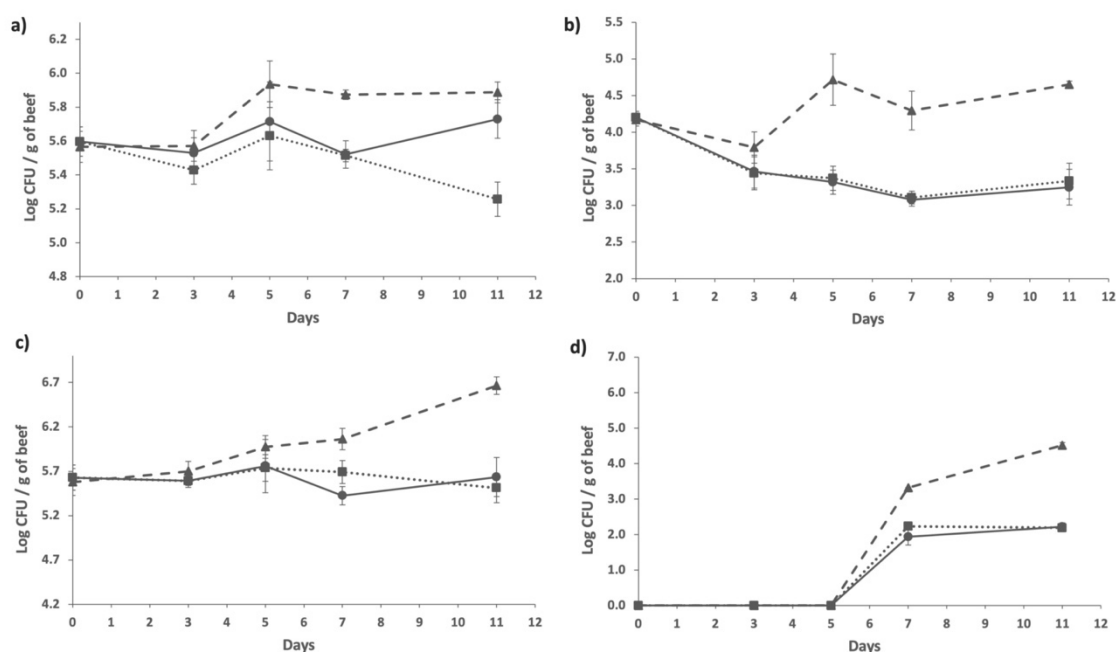 a)
Log CFU / g of beef
6.2
6.0
5.8
5.6
5.4
5.2
5.0
4.8
0 1 2 3 4 5 6 7 8 9 10 11 12
Days
b)
Log CFU / g of beef
5.5
5.0
4.5
4.0
3.5
3.0
2.5
2.0
0 1 2 3 4 5 6 7 8 9 10 11 12
Days
c)
Log CFU / g of beef
6.7
6.2
5.7
5.2
4.7
4.2
0 1 2 3 4 5 6 7 8 9 10 11 12
Days
d)
Log CFU / g of beef
7.0
6.0
5.0
4.0
3.0
2.0
1.0
0.0
0 1 2 3 4 5 6 7 8 9 10 11 12
Days